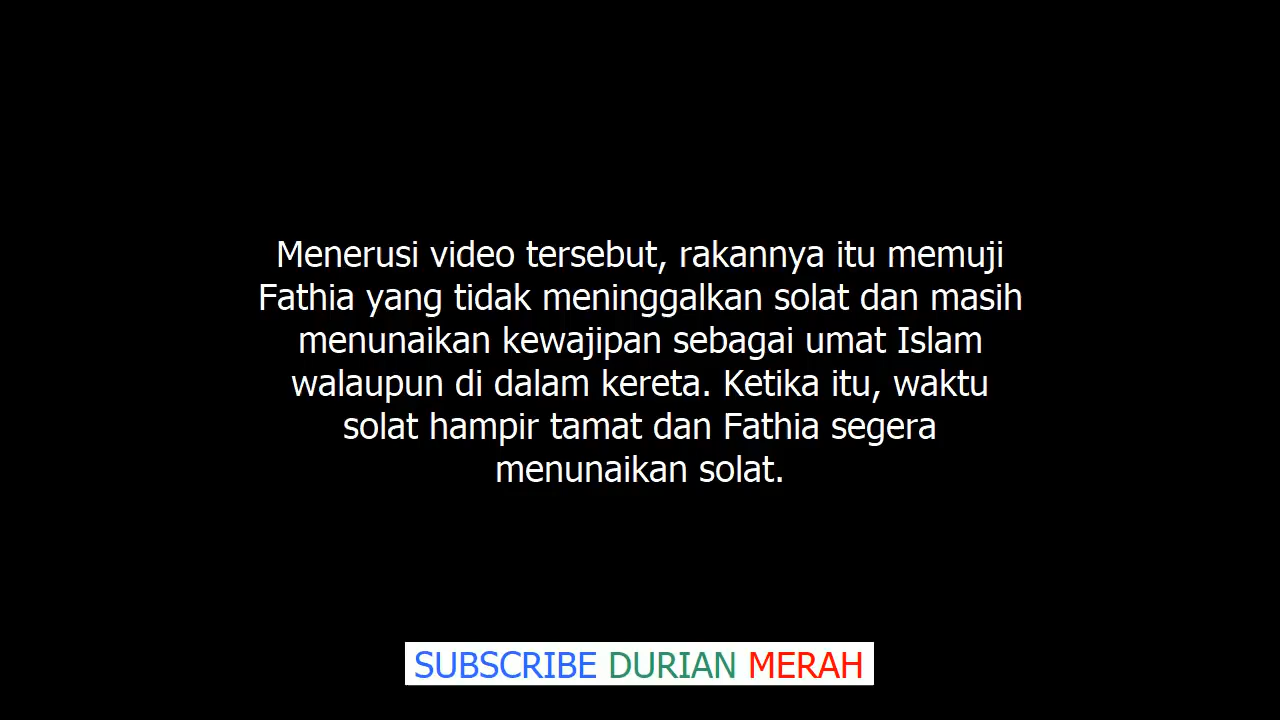 Menerusi video tersebut, rakannya itu memuji
Fathia yang tidak meninggalkan solat dan masih
menunaikan kewajipan sebagai umat Islam
walaupun di dalam kereta. Ketika itu, waktu
solat hampir tamat dan Fathia segera
menunaikan solat.
SUBSCRIBE DURIAN MERAH